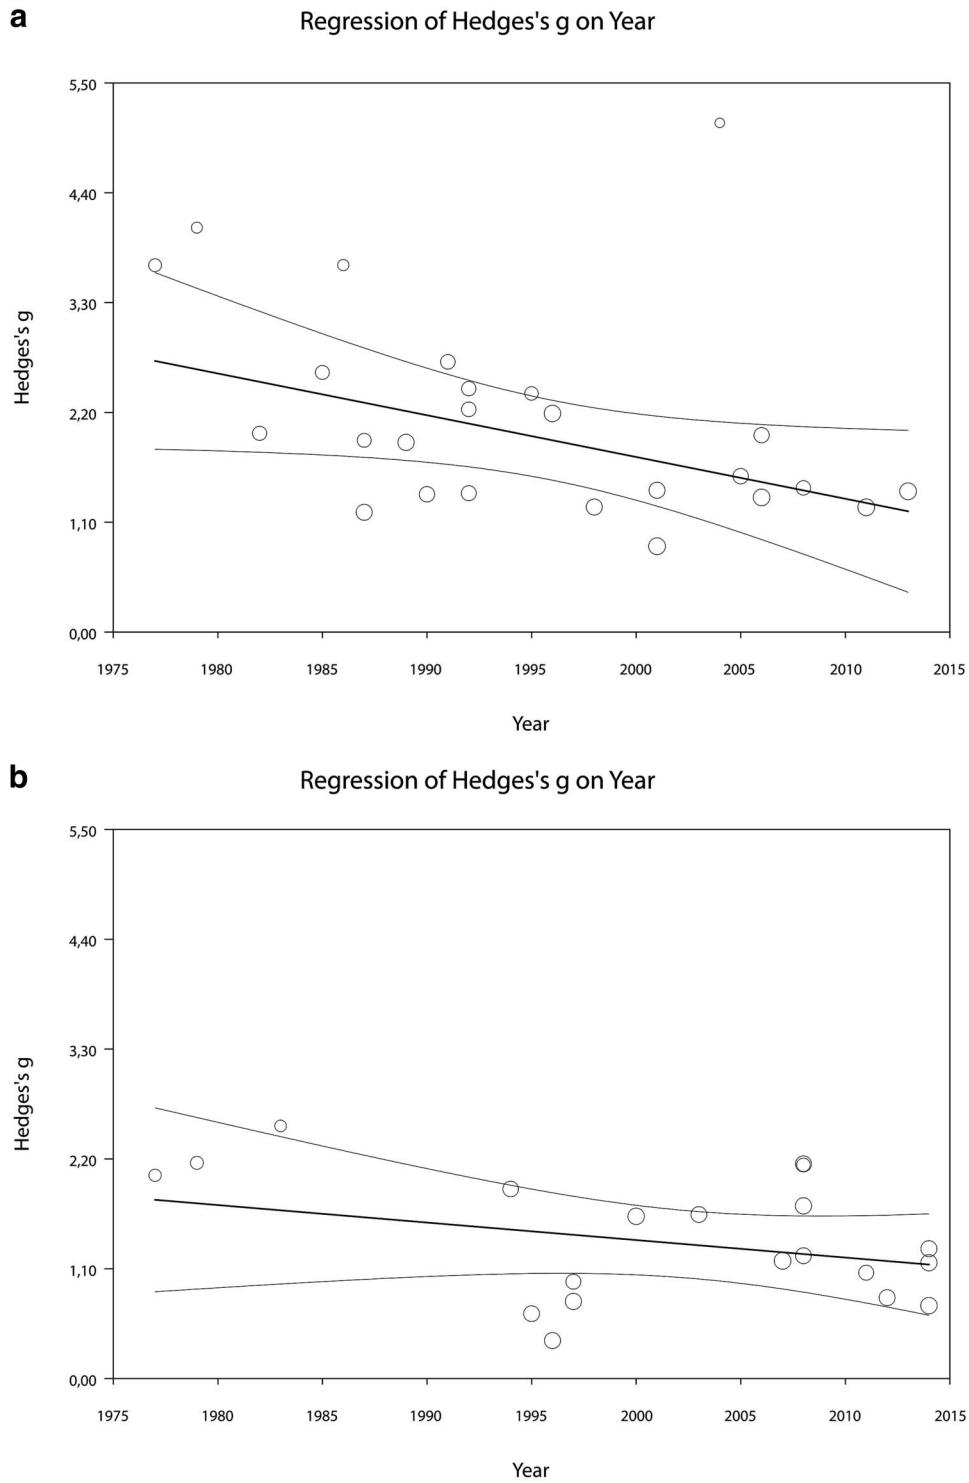 a
Regression of Hedges's g on Year
5,50
4,40
3,30
2,20
1,10
0,00
Hedges's g
1975 1980 1985 1990 1995 2000 2005 2010 2015
Year
b
Regression of Hedges's g on Year
5,50
4,40
3,30
2,20
1,10
0,00
Hedges's g
1975 1980 1985 1990 1995 2000 2005 2010 2015
Year